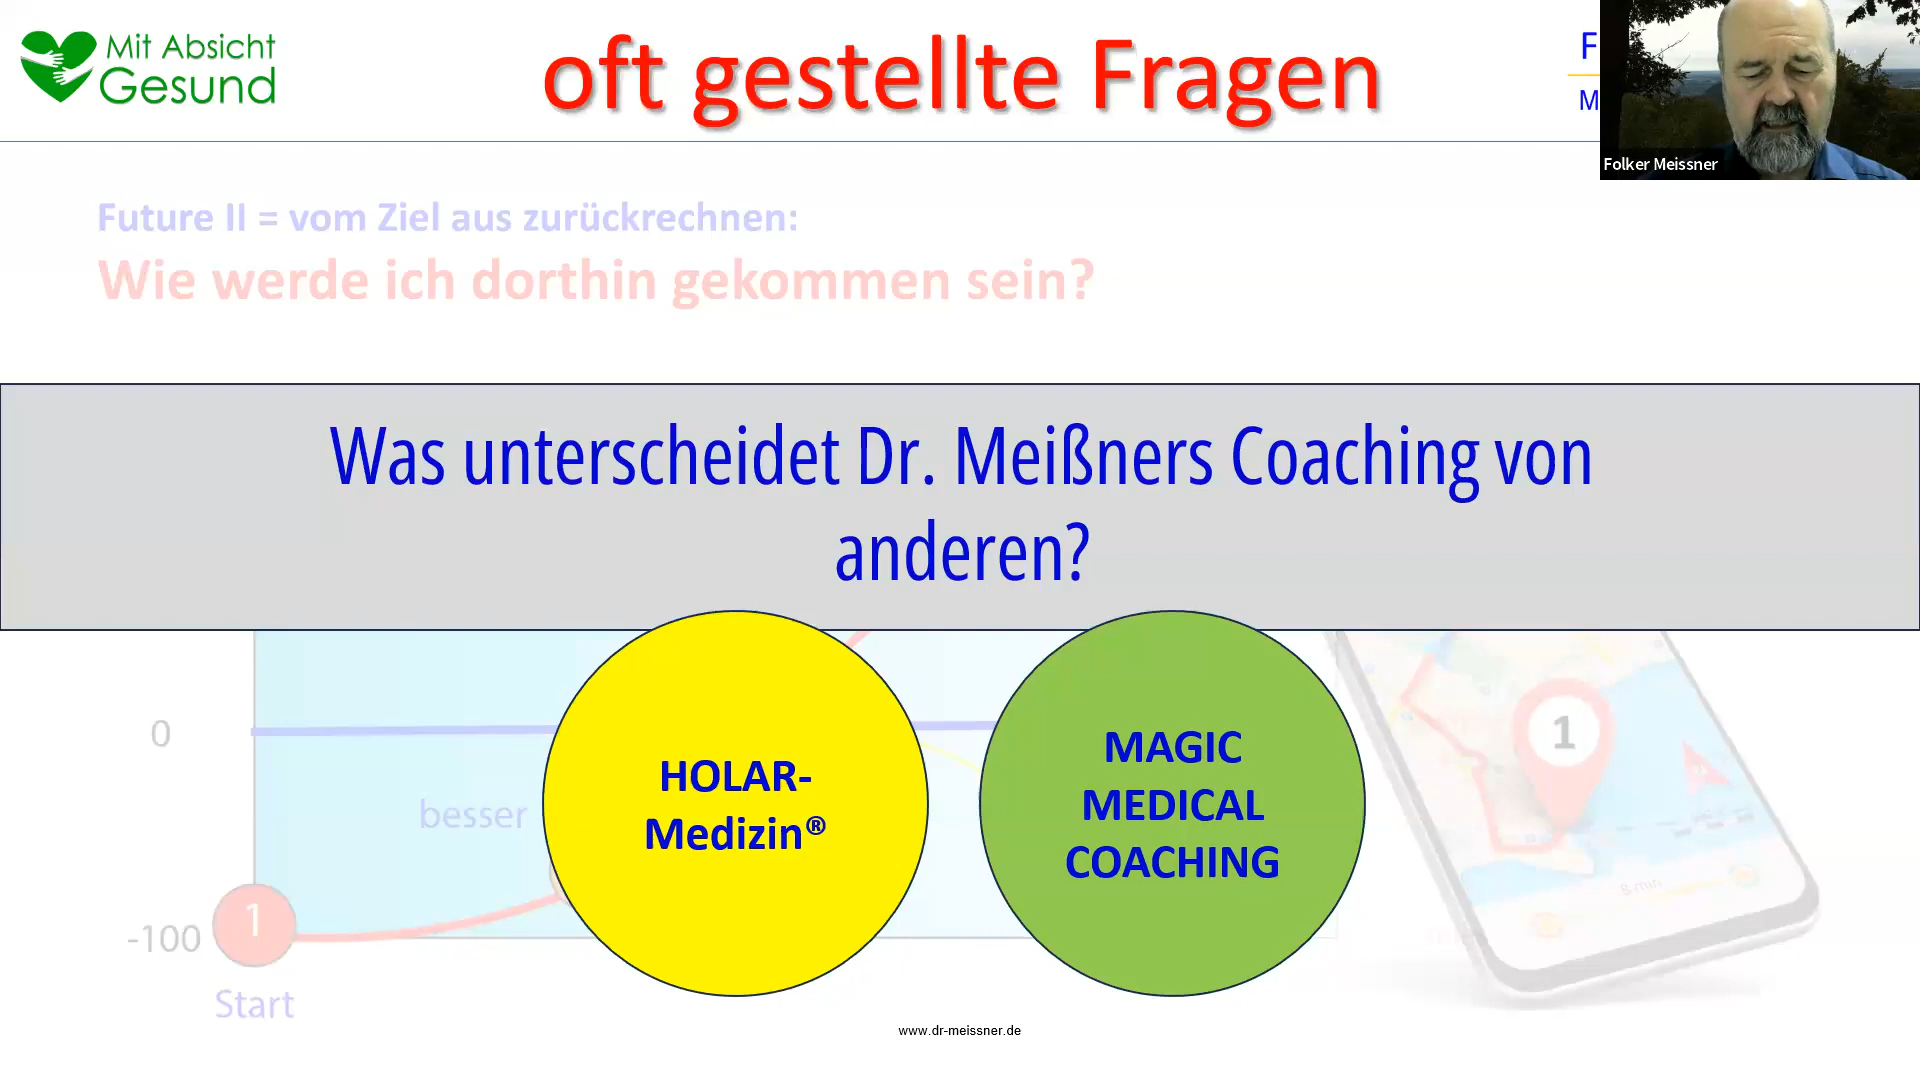 Mit Absicht
Gesund
oft gestellte Fragen
F
M
Folker Meissner
Future II = vom Ziel aus zurückrechnen:
Wie werde ich dorthin gekommen sein?
Was unterscheidet Dr. Meißners Coaching von
anderen?
0
besser
-100
1
Start
HOLAR-
Medizin®
MAGIC
MEDICAL
COACHING
1
8 min
www.dr-meissner.de